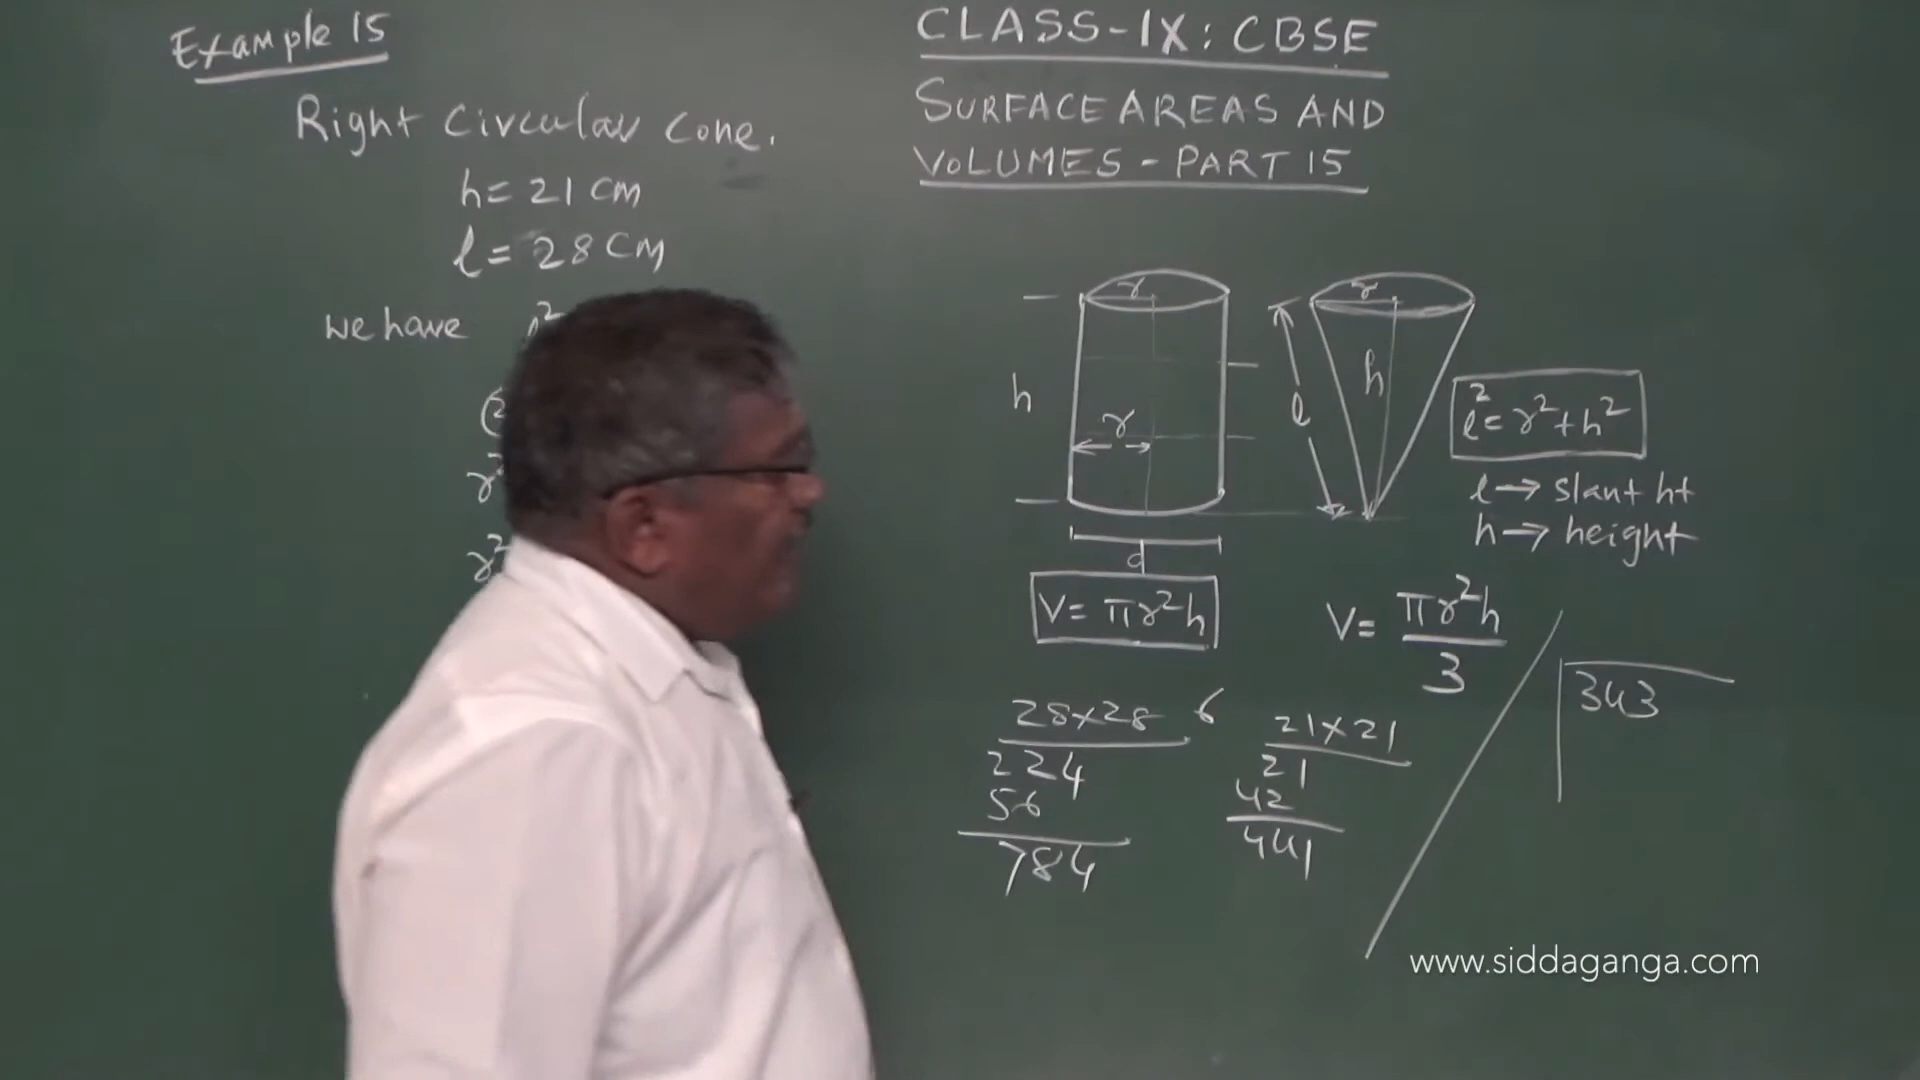 Example 15
Right Circular Cone.
h = 21 cm
l = 28 cm
we have
CLASS-IX: CBSE
SURFACE AREAS AND
VOLUMES - PART 15
r
h
r
d
V = πr²h
r
h
l
l² = r² + h²
l → slant ht
h → height
V = πr²h
3
28×28
6
224
56
784
21×21
21
42
441
343
www.siddaganga.com